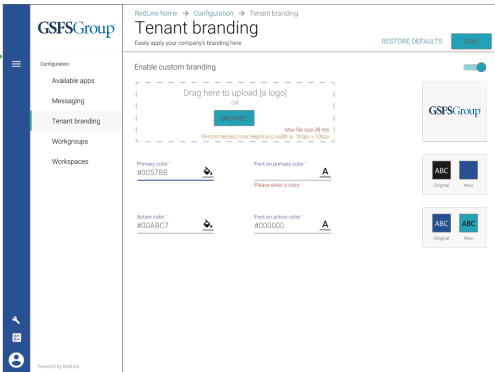 RedLine home → Configuration → Tenant branding
GSFSGroup
Tenant branding
Easily apply your company's branding here
RESTORE DEFAULTS
SAVE
Configuration
Available apps
Messaging
Tenant branding
Workgroups
Workspaces
Powered by RedLine
Enable custom branding
Drag here to upload [a logo]
OR
BROWSE
Max file size [#] mb
Recommended max height and width is: 100px x 100px
GSFSGroup
Primary color *
#0057B8
Font on primary color *
A
Please enter a color
ABC
Original
New
Action color *
#00ABC7
Font on action color *
#000000
A
ABC
ABC
Original
New